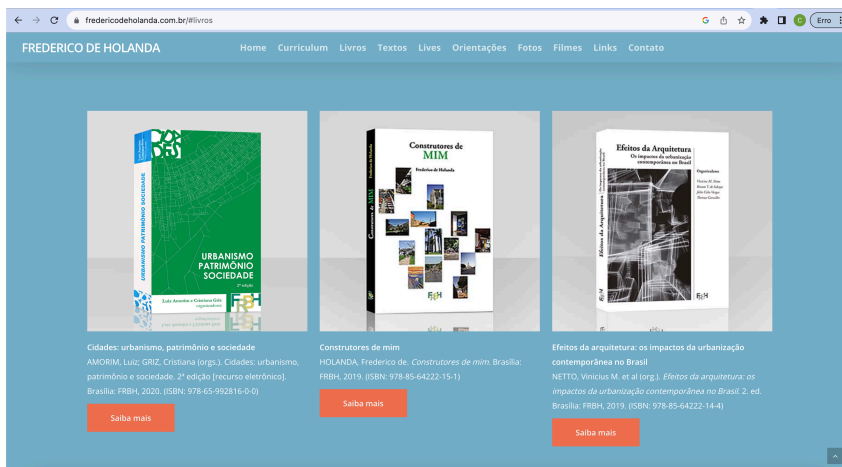 fredericodeholanda.com.br/#livros
Erro
FREDERICO DE HOLANDA
Home Curriculum Livros Textos Lives Orientações Fotos Filmes Links Contato
CIDADES
URBANISMO PATRIMÔNIO SOCIEDADE
URBANISMO
PATRIMÔNIO
SOCIEDADE
2ª edição
Luiz Amorim e Cristiana Griz
organizadores
FRBH
Construtores de MIM
Frederico de Holanda
Construtores de
MIM
Frederico de Holanda
FRBH
Efeitos da Arquitetura
Efeitos da Arquitetura
Os impactos da urbanização
contemporânea no Brasil
Organizadores
FRBH
Cidades: urbanismo, patrimônio e sociedade
AMORIM, Luiz; GRIZ, Cristiana (orgs.). Cidades: urbanismo,
patrimônio e sociedade. 2ª edição [recurso eletrônico].
Brasília: FRBH, 2020. (ISBN: 978-65-992816-0-0)
Saiba mais
Construtores de mim
HOLANDA, Frederico de. Construtores de mim. Brasília:
FRBH, 2019. (ISBN: 978-85-64222-15-1)
Saiba mais
Efeitos da arquitetura: os impactos da urbanização
contemporânea no Brasil
NETTO, Vinicius M. et al (org.). Efeitos da arquitetura: os
impactos da urbanização contemporânea no Brasil. 2. ed.
Brasília: FRBH, 2019. (ISBN: 978-85-64222-14-4)
Saiba mais